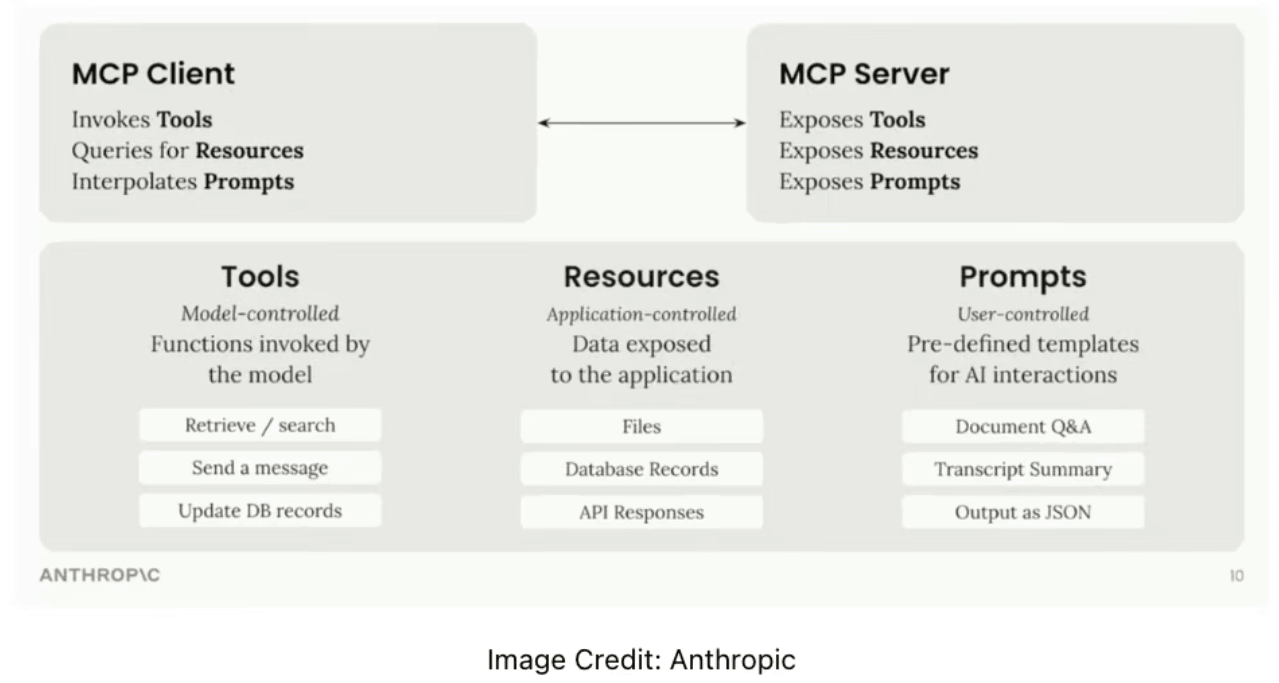 MCP Client
Invokes Tools
Queries for Resources
Interpolates Prompts
MCP Server
Exposes Tools
Exposes Resources
Exposes Prompts
Tools
Model-controlled
Functions invoked by
the model
Retrieve / search
Send a message
Update DB records
Resources
Application-controlled
Data exposed
to the application
Files
Database Records
API Responses
Prompts
User-controlled
Pre-defined templates
for AI interactions
Document Q&A
Transcript Summary
Output as JSON
ANTHROP\C
10
Image Credit: Anthropic